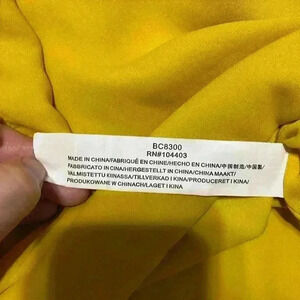 BC8300
RN#104403
MADE IN CHINA/FABRIQUÉ EN CHINE/HECHO EN CHINA/中国制造/中国製/
FABBRICATO IN CINA/HERGESTELLT IN CHINA/CHINA MAAKT/
VALMISTETTU KIINASSA/TILLVERKAD I KINA/PRODUCERET I KINA/
PRODUKOWANE W CHINACH/LAGET I KINA